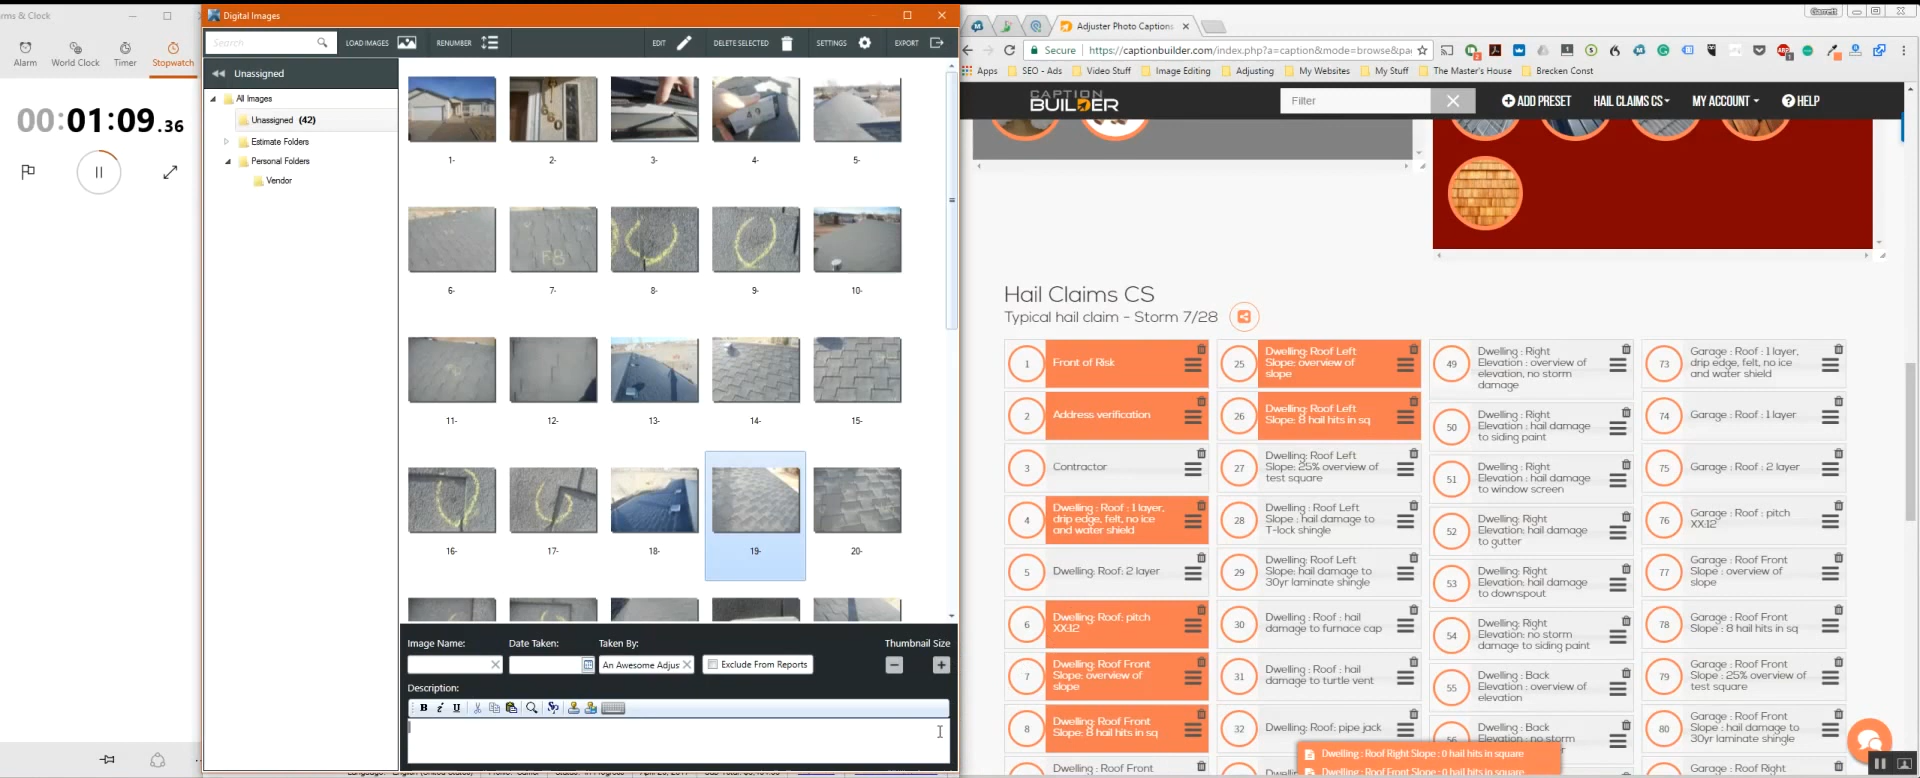 rms & Clock
Alarm
World Clock
Timer
Stopwatch
00:01:09.36
Digital Images
Search
LOAD IMAGES
RENUMBER
EDIT
DELETE SELECTED
SETTINGS
EXPORT
Unassigned
All Images
Unassigned (42)
Estimate Folders
Personal Folders
Vendor
1-
2-
3-
4-
5-
6-
7-
8-
9-
10-
11-
12-
13-
14-
15-
16-
17-
18-
19-
20-
Image Name:
Date Taken:
Taken By:
An Awesome Adjus
Exclude From Reports
Thumbnail Size
Description:
B i U
Garrett
Adjuster Photo Captions
Secure
https://captionbuilder.com/index.php?a=caption&mode=browse&pa
Apps
SEO - Ads
Video Stuff
Image Editing
Adjusting
My Websites
My Stuff
The Master's House
Brecken Const
CAPTION
BUILDER
Filter
ADD PRESET
HAIL CLAIMS CS
MY ACCOUNT
HELP
Hail Claims CS
Typical hail claim - Storm 7/28
1
Front of Risk
2
Address verification
3
Contractor
4
Dwelling : Roof : 1 layer,
drip edge, felt, no ice
and water shield
5
Dwelling: Roof: 2 layer
6
Dwelling: Roof: pitch
XX:12
7
Dwelling: Roof Front
Slope: overview of
slope
8
Dwelling: Roof Front
Slope: 8 hail hits in sq
Dwelling : Roof Front
25
Dwelling: Roof Left
Slope: overview of
slope
26
Dwelling: Roof Left
Slope: 8 hail hits in sq
27
Dwelling: Roof Left
Slope: 25% overview of
test square
28
Dwelling: Roof Left
Slope : hail damage to
T-lock shingle
29
Dwelling: Roof Left
Slope: hail damage to
30yr laminate shingle
30
Dwelling : Roof : hail
damage to furnace cap
31
Dwelling : Roof : hail
damage to turtle vent
32
Dwelling: Roof: pipe jack
49
Dwelling : Right
Elevation : overview of
elevation, no storm
damage
50
Dwelling : Right
Elevation : hail damage
to siding paint
51
Dwelling : Right
Elevation: hail damage
to window screen
52
Dwelling: Right
Elevation: hail damage
to gutter
53
Dwelling: Right
Elevation: hail damage
to downspout
54
Dwelling: Right
Elevation: no storm
damage to siding paint
55
Dwelling : Back
Elevation : overview of
elevation
56
Dwelling : Back
Elevation : no storm
73
Garage : Roof : 1 layer,
drip edge, felt, no ice
and water shield
74
Garage : Roof : 1 layer
75
Garage : Roof : 2 layer
76
Garage : Roof : pitch
XX:12
77
Garage : Roof Front
Slope : overview of
slope
78
Garage : Roof Front
Slope : 8 hail hits in sq
79
Garage : Roof Front
Slope : 25% overview of
test square
80
Garage : Roof Front
Slope : hail damage to
30yr laminate shingle
Garage : Roof Right
Dwelling : Roof Right Slope : 0 hail hits in square
Dwelling : Roof Front Slope : 0 hail hits in square